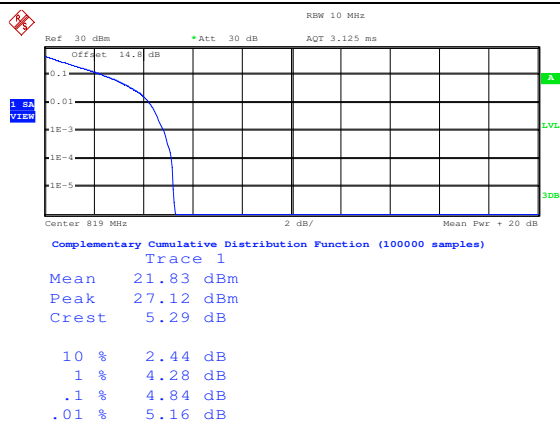 RBW 10 MHz
Ref 30 dBm *Att 30 dB AQT 3.125 ms
Offset 14.8 dB
0.1
A
0.01
1 SA
VIEW
LVL
1E-3
1E-4
1E-5
3DB
Center 819 MHz 2 dB/ Mean Pwr + 20 dB
Complementary Cumulative Distribution Function (100000 samples)
Trace 1
Mean 21.83 dBm
Peak 27.12 dBm
Crest 5.29 dB
10 % 2.44 dB
1 % 4.28 dB
.1 % 4.84 dB
.01 % 5.16 dB